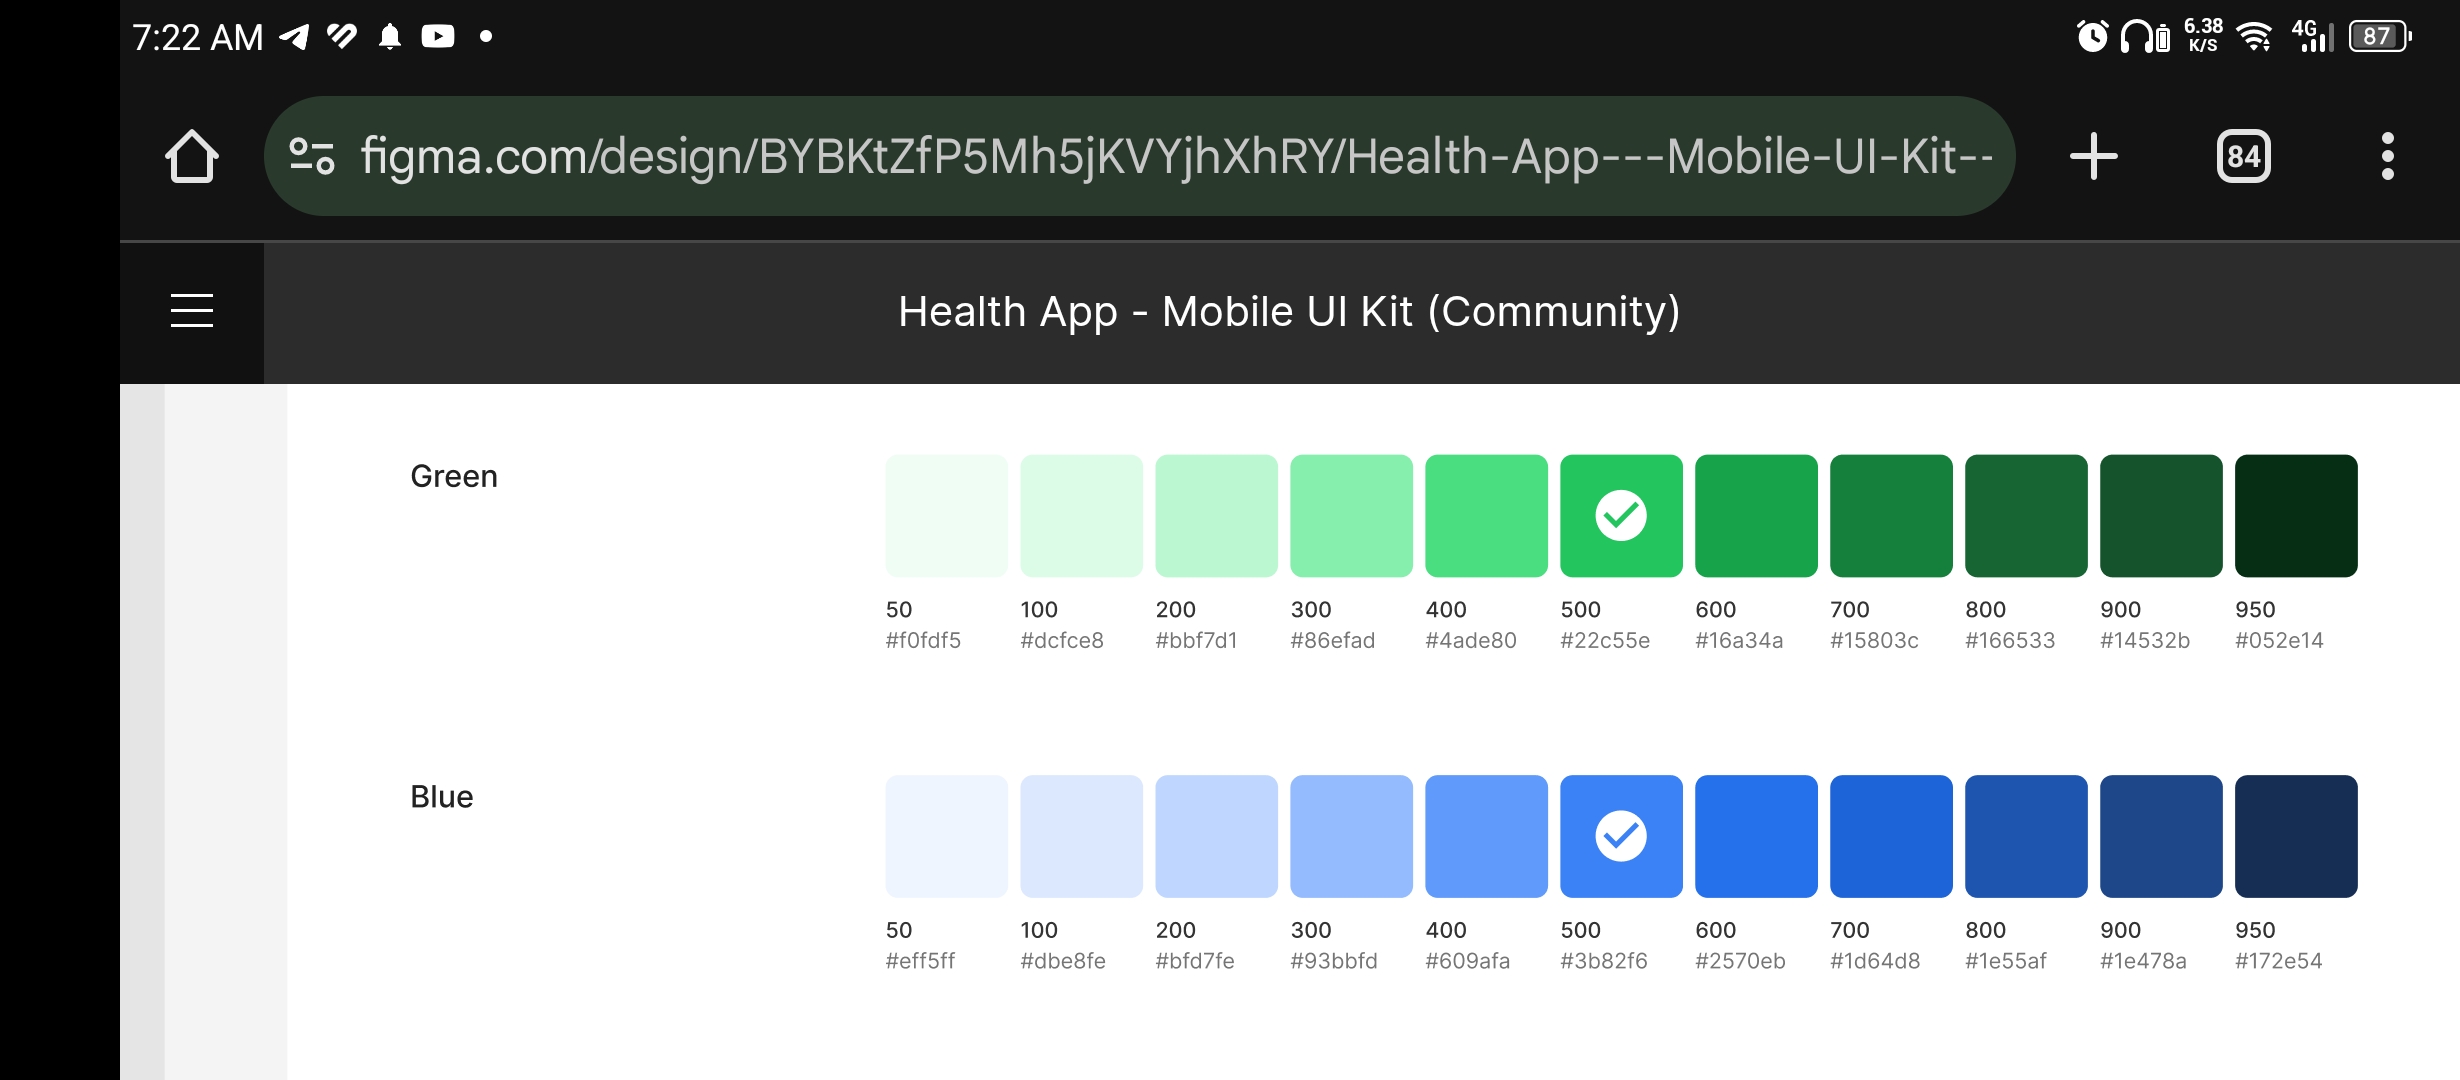 7:22 AM
6.38
K/S
4G
87
figma.com/design/BYBKtZfP5Mh5jKVYjhXhRY/Health-App---Mobile-UI-Kit--
84
Health App - Mobile UI Kit (Community)
Green
50 100 200 300 400 500 600 700 800 900 950
#f0fdf5 #dcfce8 #bbf7d1 #86efad #4ade80 #22c55e #16a34a #15803c #166533 #14532b #052e14
Blue
50 100 200 300 400 500 600 700 800 900 950
#eff5ff #dbe8fe #bfd7fe #93bbfd #609afa #3b82f6 #2570eb #1d64d8 #1e55af #1e478a #172e54